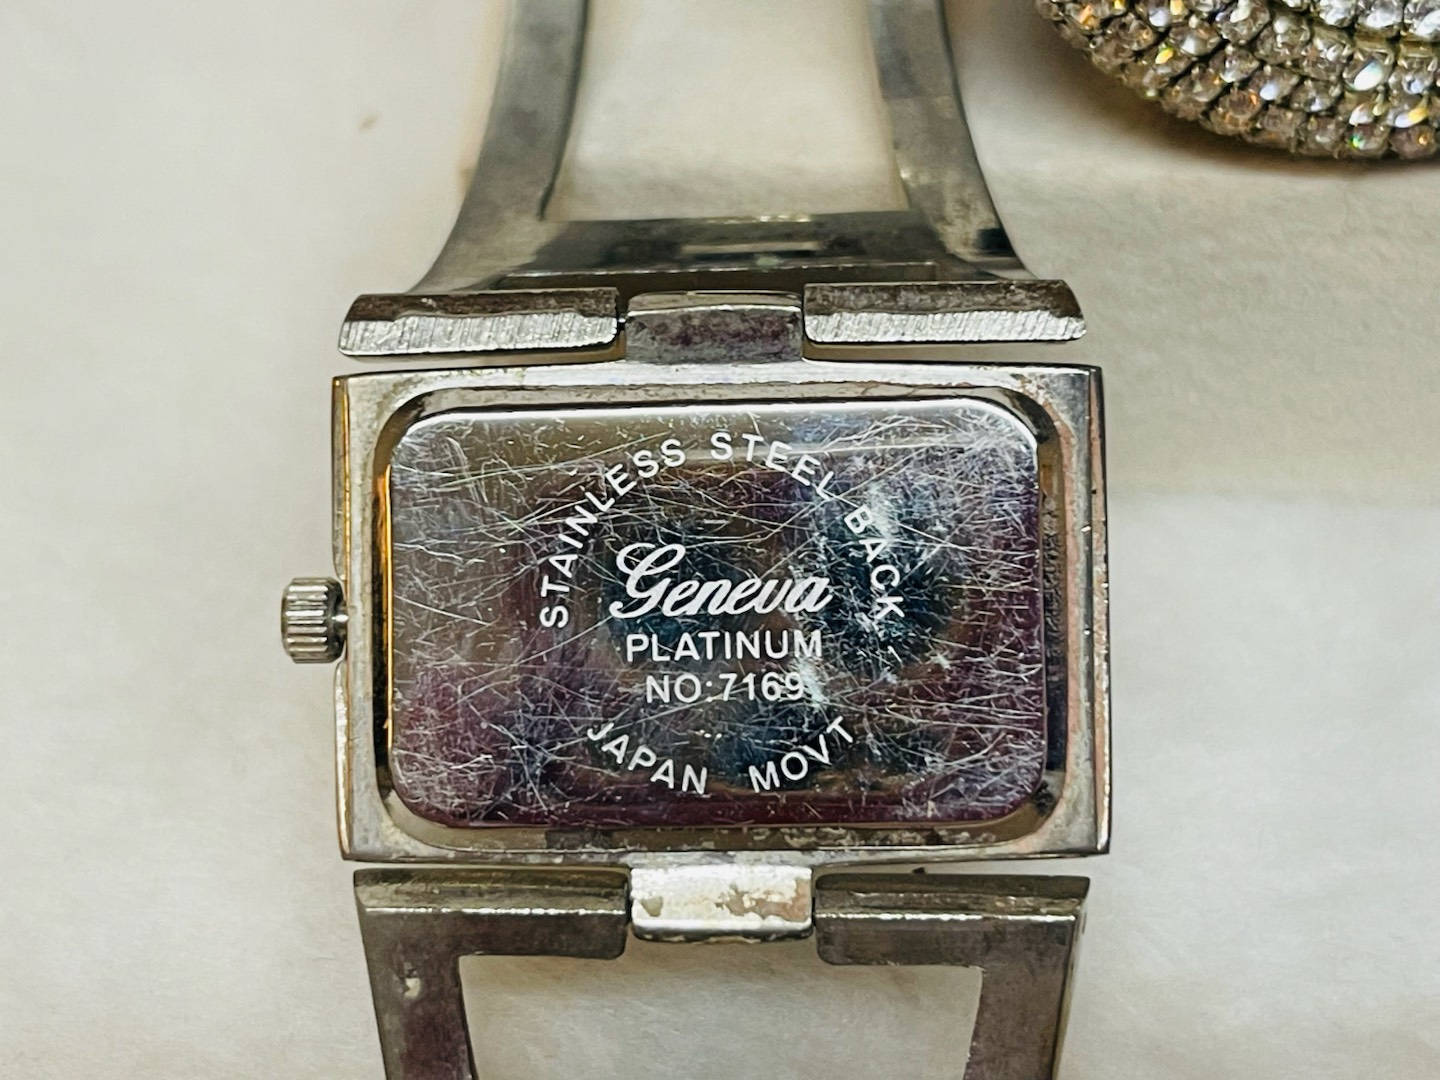 STAINLESS STEEL BACK
Geneva
PLATINUM
NO:7169
JAPAN MOVT